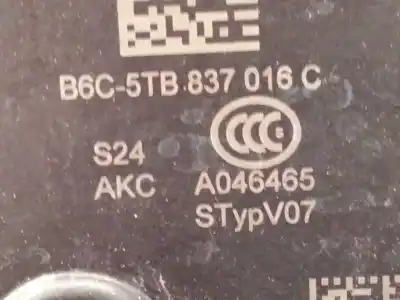 B6C-5TB 837 016 C
CCC
S24
AKC A046465
STypV07